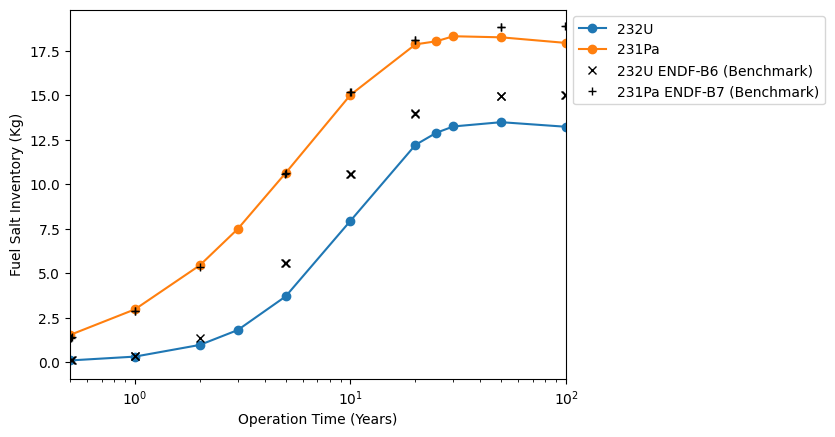 232U
231Pa
232U ENDF-B6 (Benchmark)
231Pa ENDF-B7 (Benchmark)
17.5
15.0
12.5
10.0
7.5
5.0
2.5
0.0
Fuel Salt Inventory (Kg)
10⁰ 10¹ 10²
Operation Time (Years)